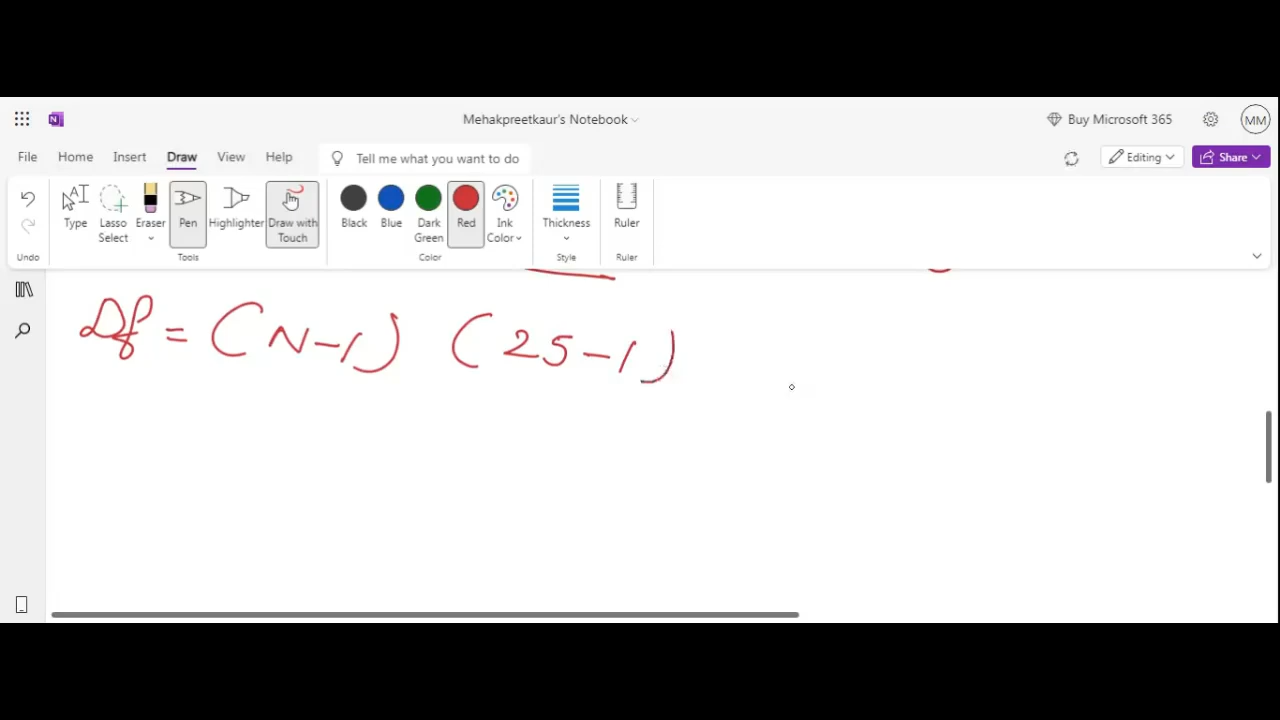 Mehakpreetkaur's Notebook
Buy Microsoft 365
MM
File Home Insert Draw View Help Tell me what you want to do
Editing Share
Type Lasso Select Eraser Pen Highlighter Draw with Touch Black Blue Dark Green Red Ink Color Thickness Ruler
Undo Tools Color Style Ruler
Df = (N-1) (25-1)